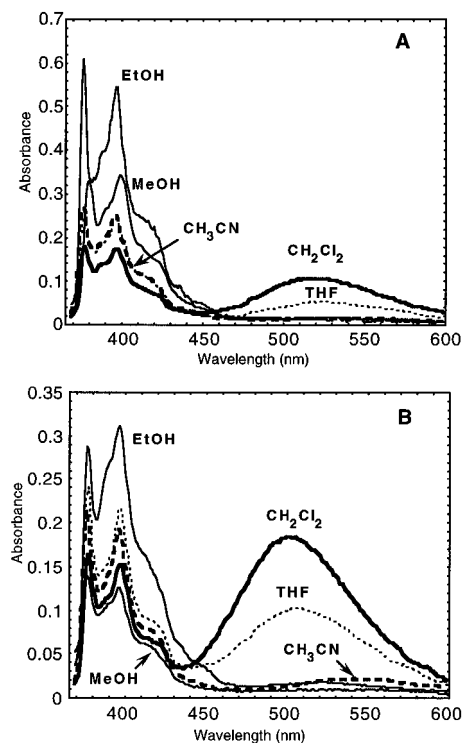 A
0.7
0.6
0.5
0.4
0.3
0.2
0.1
0
Absorbance
EtOH
MeOH
CH3CN
CH2Cl2
THF
400
450
500
550
600
Wavelength (nm)
B
0.35
0.3
0.25
0.2
0.15
0.1
0.05
0
Absorbance
EtOH
CH2Cl2
THF
CH3CN
MeOH
400
450
500
550
600
Wavelength (nm)